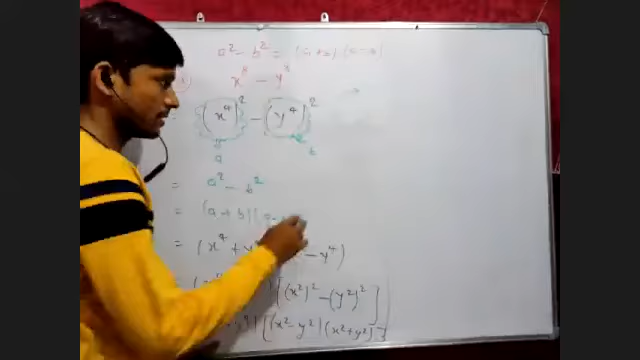 a² - b² = (a+b) (a-b)
x⁸ - y⁸
(x⁴)² - (y⁴)²
a b
= a² - b²
= (a+b)(a-
= (x⁴ + y - y⁴)
= [(x²)² - (y²)²]
[(x² - y²)(x² + y²)]